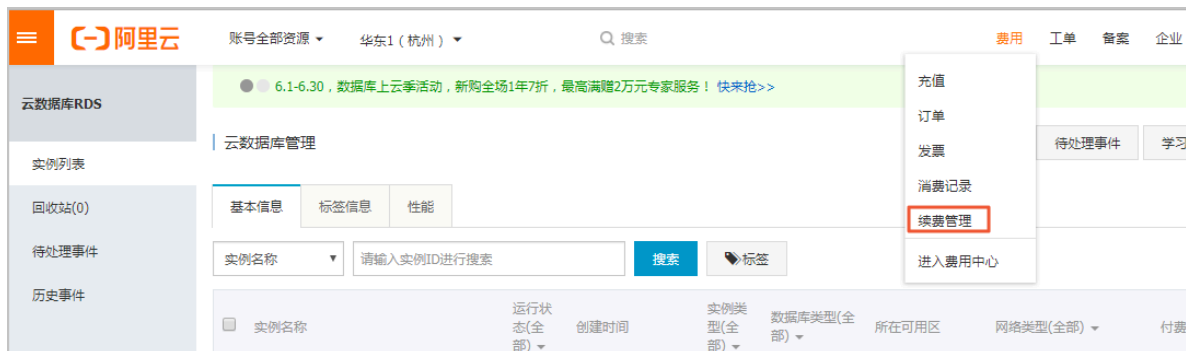 阿里云 账号全部资源 华东1（杭州） 搜索 费用 工单 备案 企业
充值
订单
发票
消费记录
续费管理
进入费用中心
云数据库RDS
实例列表
回收站(0)
待处理事件
历史事件
6.1-6.30，数据库上云季活动，新购全场1年7折，最高满赠2万元专家服务！ 快来抢>>
云数据库管理 待处理事件 学习
基本信息 标签信息 性能
实例名称 请输入实例ID进行搜索 搜索 标签
实例名称 运行状态(全部) 创建时间 实例类型(全部) 数据库类型(全部) 所在可用区 网络类型(全部) 付费